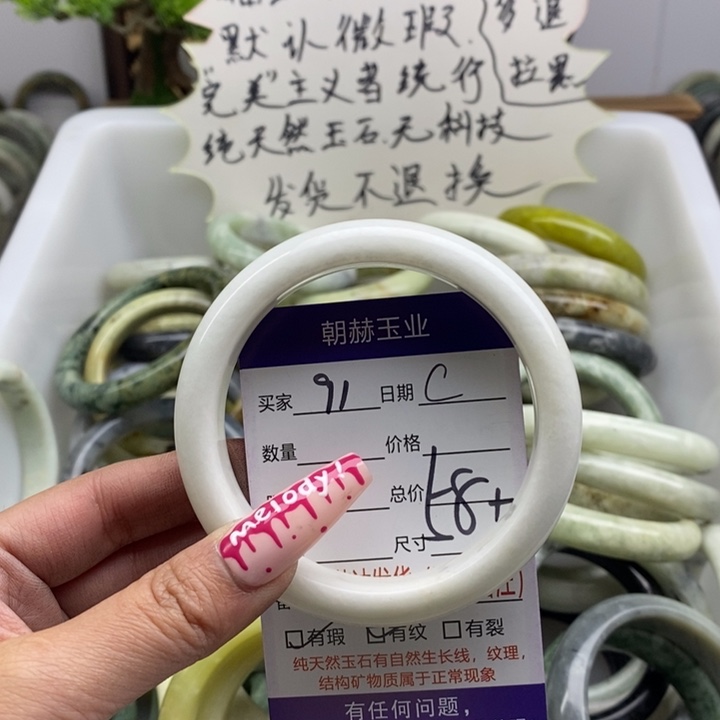 默认微瑕
多退
"完美"主义者绕行
拉黑
纯天然玉石.无科技
发货不退换
朝赫玉业
买家 91 日期 C
数量 价格
总价 58+
尺寸
melody!
有瑕 有纹 有裂
纯天然玉石有自然生长线，纹理，
结构矿物质属于正常现象
有任何问题，